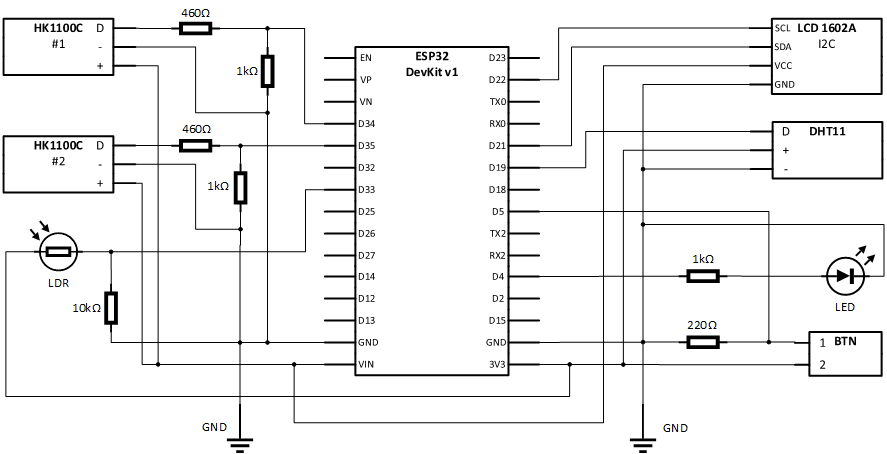 HK1100C
#1
D
-
+
460Ω
1kΩ
HK1100C
#2
D
-
+
460Ω
1kΩ
LDR
10kΩ
GND
ESP32
DevKit v1
EN
VP
VN
D34
D35
D32
D33
D25
D26
D27
D14
D12
D13
GND
VIN
D23
D22
TX0
RX0
D21
D19
D18
D5
TX2
RX2
D4
D2
D15
GND
3V3
SCL
SDA
VCC
GND
LCD 1602A
I2C
D
+
-
DHT11
1kΩ
LED
220Ω
1
2
BTN
GND